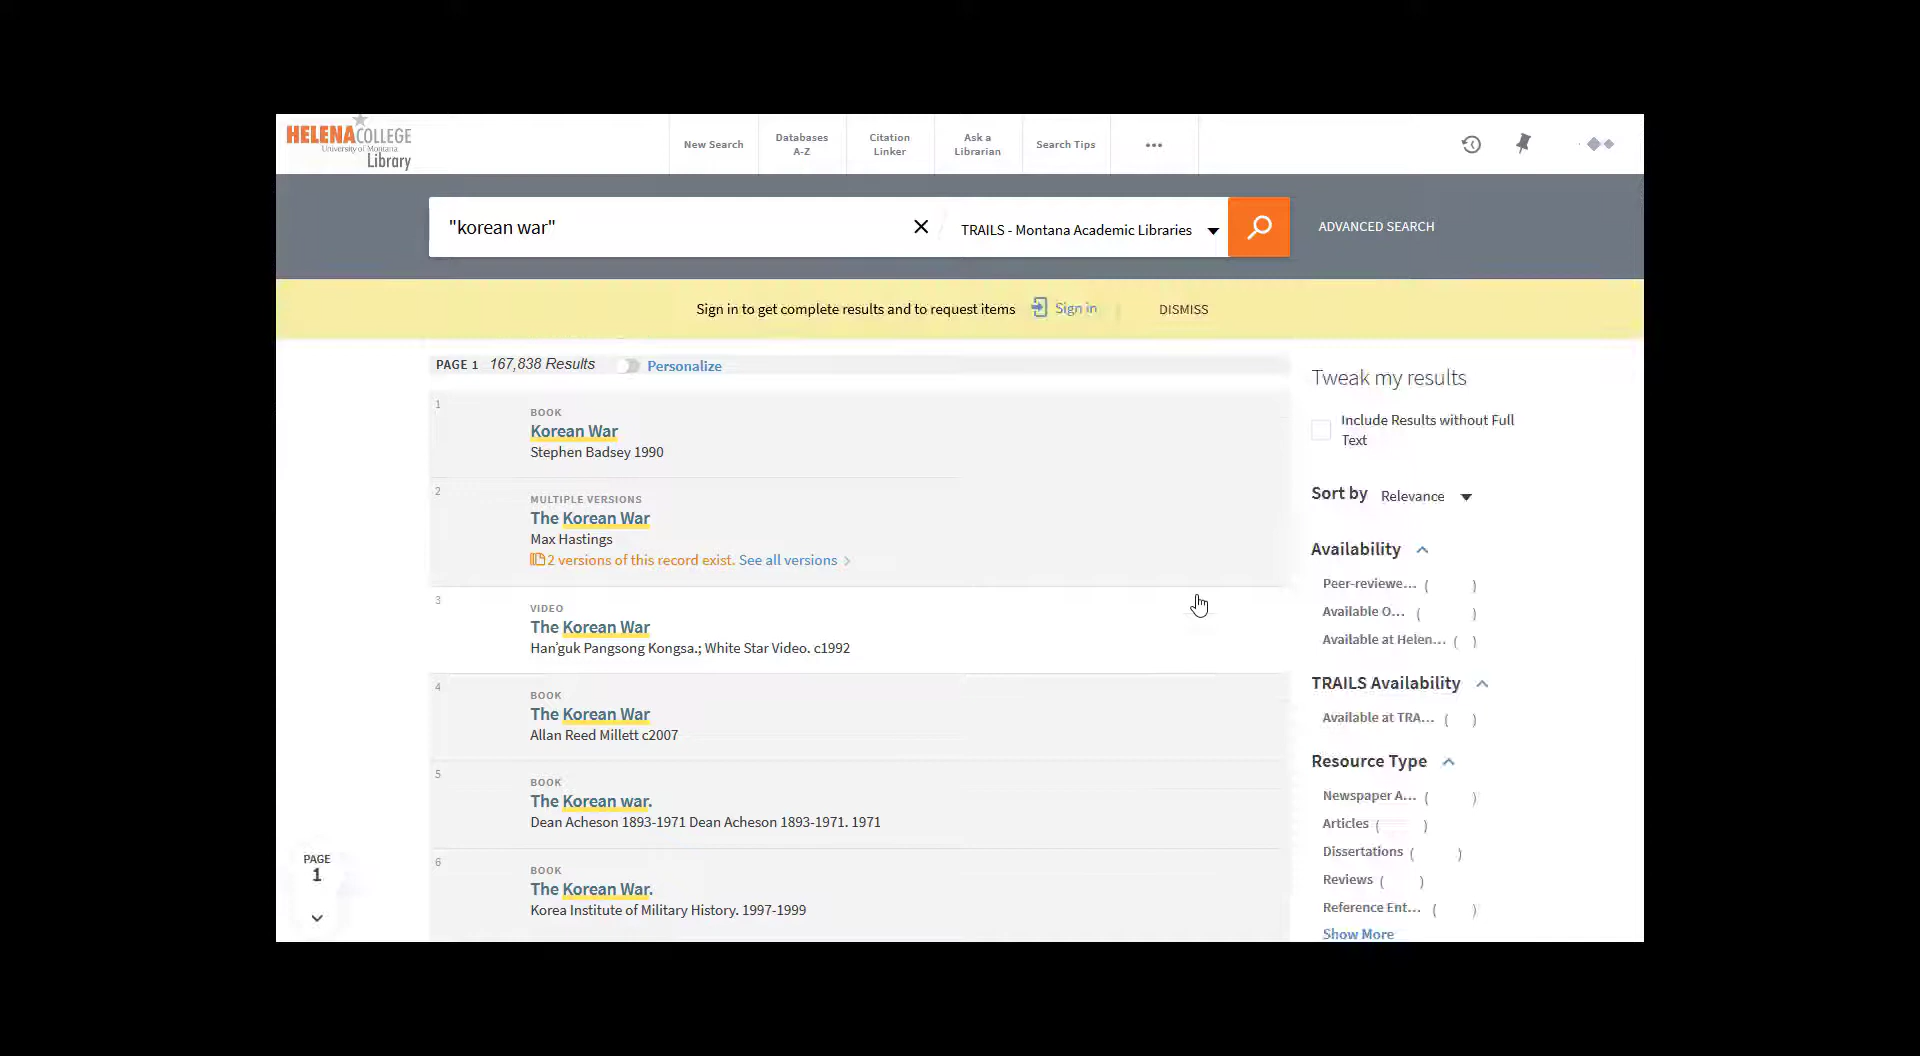 HELENACOLLEGE
University of Montana
Library
New Search
Databases
A-Z
Citation
Linker
Ask a
Librarian
Search Tips
"korean war"
TRAILS - Montana Academic Libraries
ADVANCED SEARCH
Sign in to get complete results and to request items
Sign in
DISMISS
PAGE 1 167,838 Results
Personalize
1
BOOK
Korean War
Stephen Badsey 1990
2
MULTIPLE VERSIONS
The Korean War
Max Hastings
2 versions of this record exist. See all versions
3
VIDEO
The Korean War
Han'guk Pangsong Kongsa.; White Star Video. c1992
4
BOOK
The Korean War
Allan Reed Millett c2007
5
BOOK
The Korean war.
Dean Acheson 1893-1971 Dean Acheson 1893-1971. 1971
6
BOOK
The Korean War.
Korea Institute of Military History. 1997-1999
PAGE
1
Tweak my results
Include Results without Full
Text
Sort by Relevance
Availability
Peer-reviewe... ( )
Available O... ( )
Available at Helen... ( )
TRAILS Availability
Available at TRA... ( )
Resource Type
Newspaper A... ( )
Articles ( )
Dissertations ( )
Reviews ( )
Reference Ent... ( )
Show More